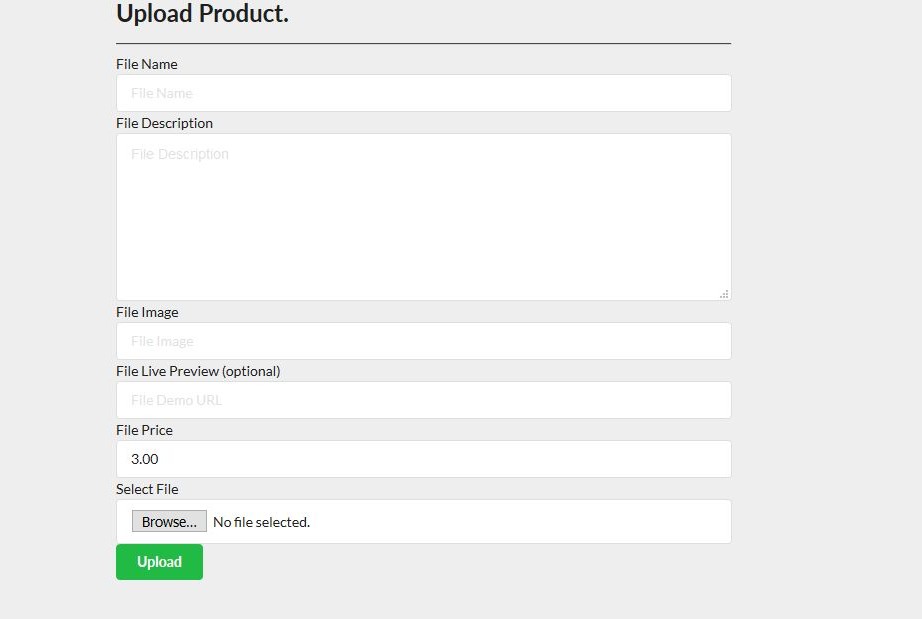 Upload Product.
File Name
File Name
File Description
File Description
File Image
File Image
File Live Preview (optional)
File Demo URL
File Price
3.00
Select File
Browse... No file selected.
Upload